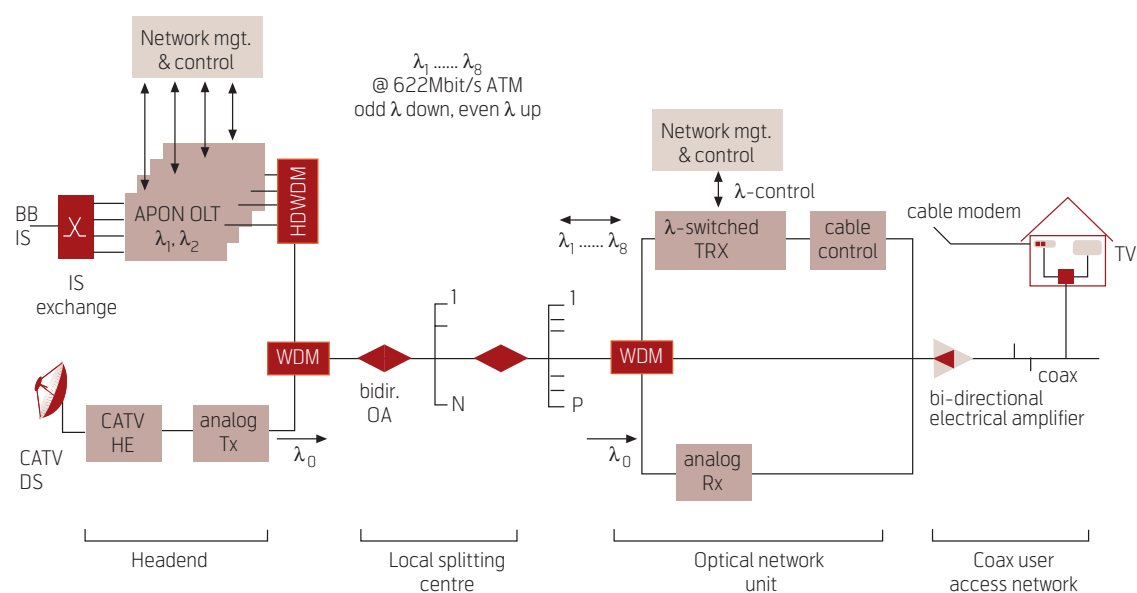 Network mgt.
& control
λ1 ...... λ8
@ 622Mbit/s ATM
odd λ down, even λ up
Network mgt.
& control
λ-control
BB
IS
APON OLT
λ1, λ2
HDWDM
IS
exchange
λ1 ...... λ8
λ-switched
TRX
cable
control
cable modem
TV
1
1
WDM
WDM
bidir.
OA
N
P
coax
bi-directional
electrical amplifier
CATV
DS
CATV
HE
analog
Tx
λ0
λ0
analog
Rx
Headend
Local splitting
centre
Optical network
unit
Coax user
access network